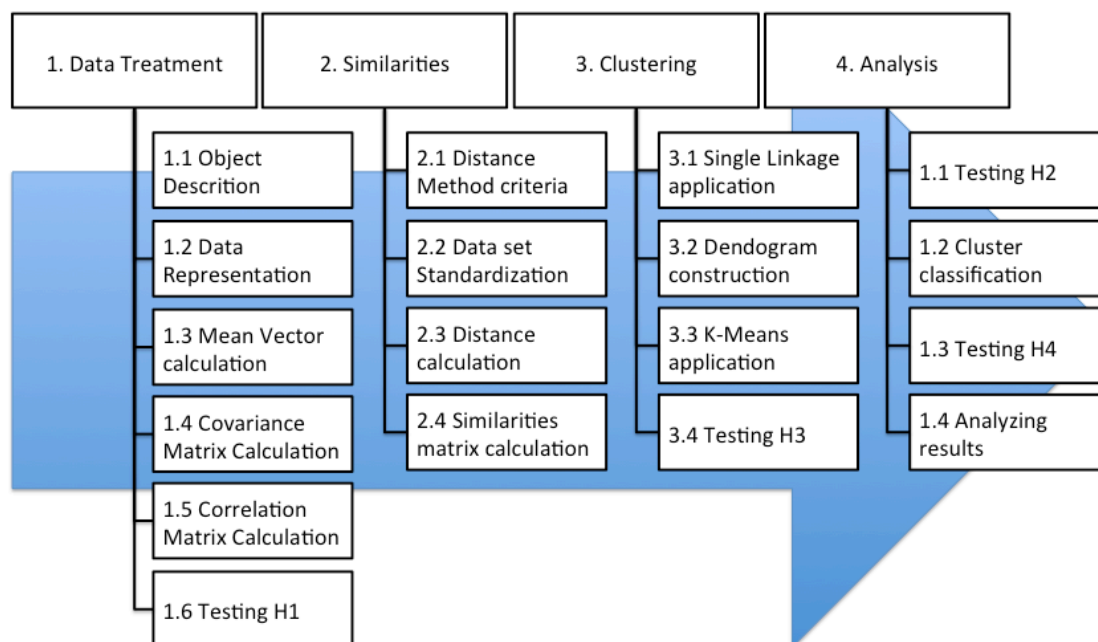 1. Data Treatment
2. Similarities
3. Clustering
4. Analysis
1.1 Object
Descrition
1.2 Data
Representation
1.3 Mean Vector
calculation
1.4 Covariance
Matrix Calculation
1.5 Correlation
Matrix Calculation
1.6 Testing H1
2.1 Distance
Method criteria
2.2 Data set
Standardization
2.3 Distance
calculation
2.4 Similarities
matrix calculation
3.1 Single Linkage
application
3.2 Dendogram
construction
3.3 K-Means
application
3.4 Testing H3
1.1 Testing H2
1.2 Cluster
classification
1.3 Testing H4
1.4 Analyzing
results